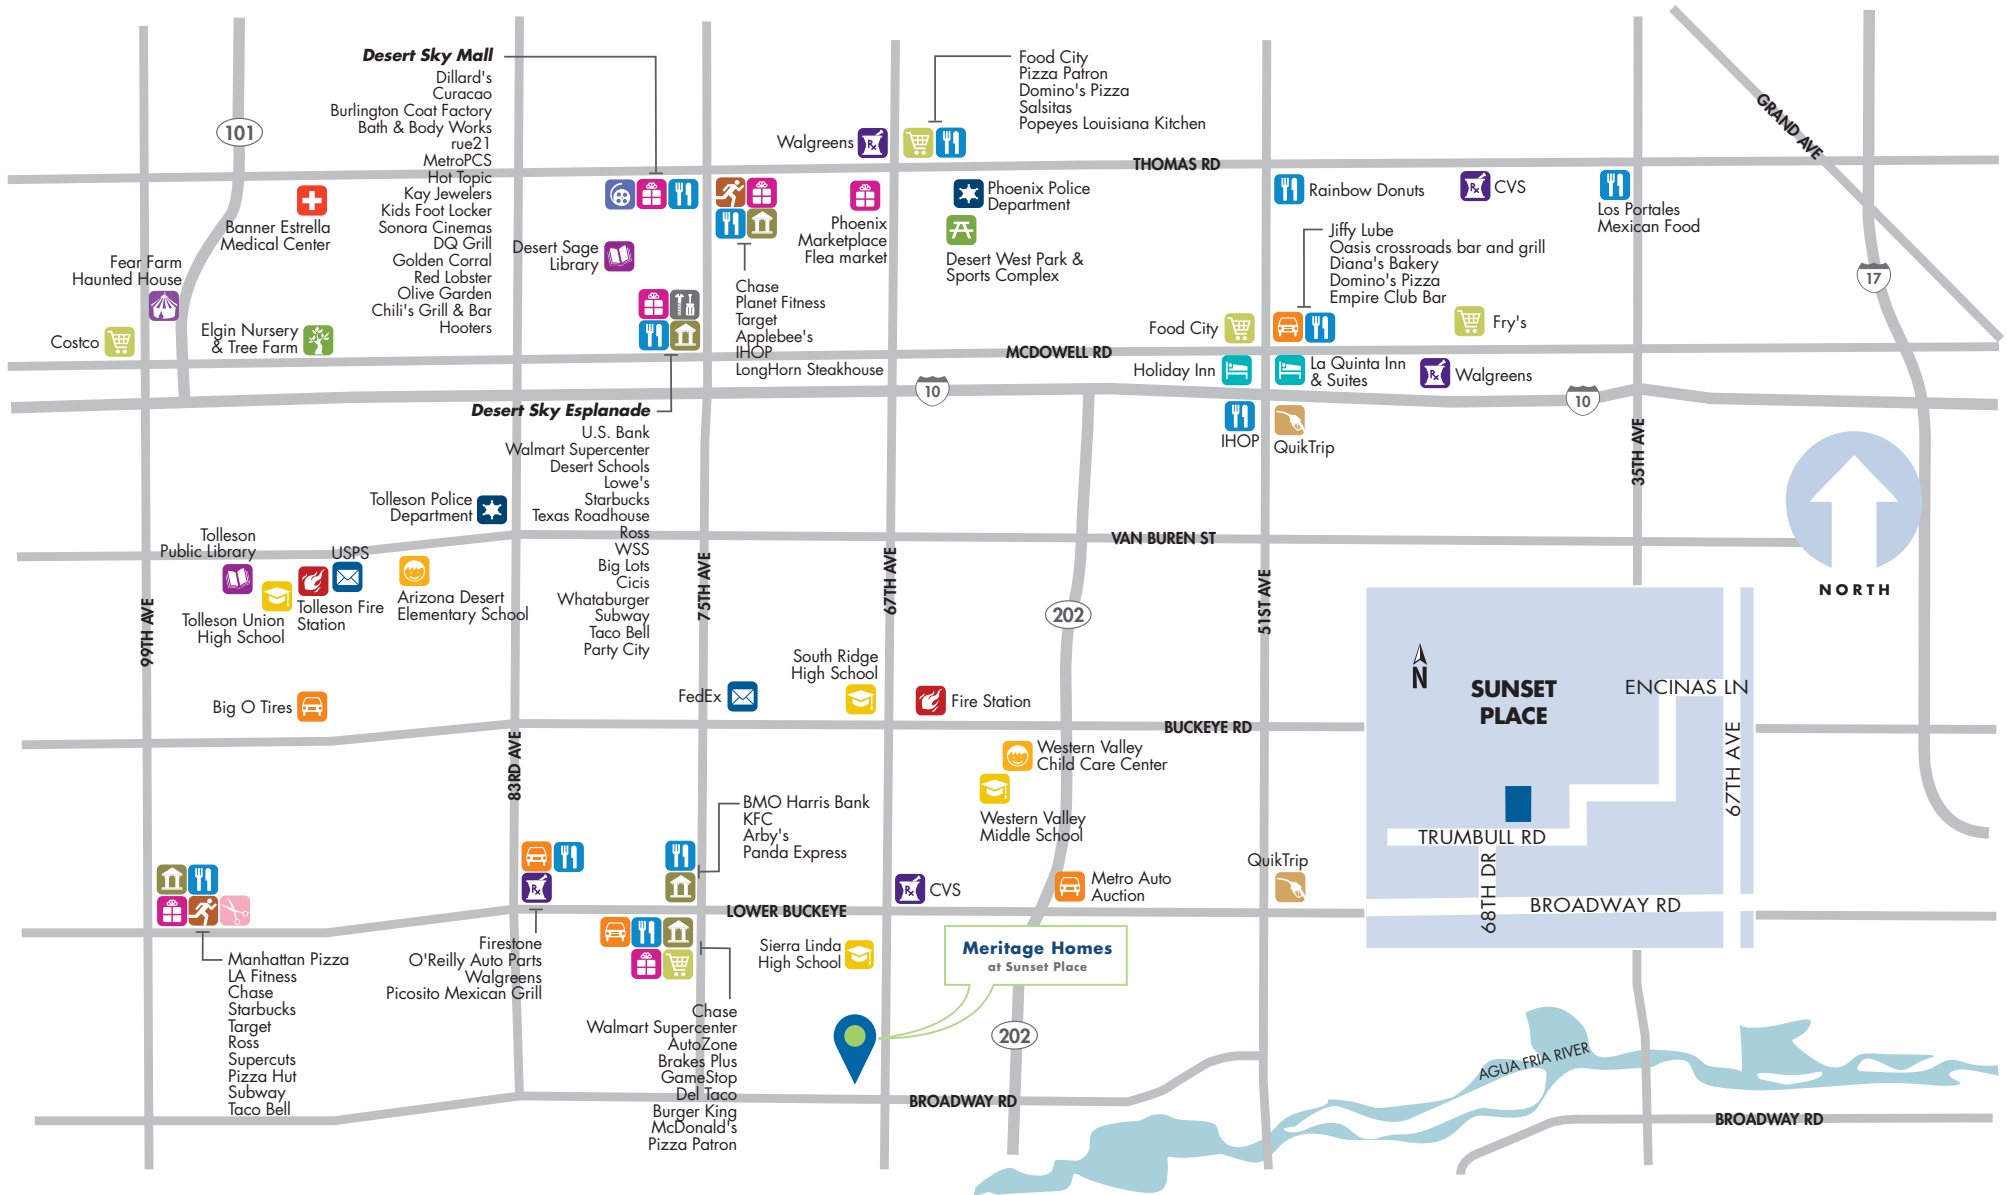 Desert Sky Mall
Dillard's
Curacao
Burlington Coat Factory
Bath & Body Works
rue21
MetroPCS
Hot Topic
Kay Jewelers
Kids Foot Locker
Sonora Cinemas
DQ Grill
Golden Corral
Red Lobster
Olive Garden
Chili's Grill & Bar
Hooters
101
Food City
Pizza Patron
Domino's Pizza
Salsitas
Popeyes Louisiana Kitchen
Walgreens
THOMAS RD
GRAND AVE
Banner Estrella
Medical Center
Fear Farm
Haunted House
Costco
Elgin Nursery
& Tree Farm
Desert Sage
Library
Chase
Planet Fitness
Target
Applebee's
IHOP
LongHorn Steakhouse
Phoenix
Marketplace
Flea market
Phoenix Police
Department
Desert West Park &
Sports Complex
Rainbow Donuts
CVS
Los Portales
Mexican Food
Jiffy Lube
Oasis crossroads bar and grill
Diana's Bakery
Domino's Pizza
Empire Club Bar
Food City
Fry's
17
MCDOWELL RD
Holiday Inn
La Quinta Inn
& Suites
Walgreens
10
10
IHOP
QuikTrip
35TH AVE
Desert Sky Esplanade
U.S. Bank
Walmart Supercenter
Desert Schools
Lowe's
Starbucks
Texas Roadhouse
Ross
WSS
Big Lots
Cicis
Whataburger
Subway
Taco Bell
Party City
Tolleson Police
Department
Tolleson
Public Library
USPS
Tolleson Union
High School
Tolleson Fire
Station
Arizona Desert
Elementary School
VAN BUREN ST
99TH AVE
75TH AVE
67TH AVE
202
51ST AVE
NORTH
N
SUNSET
PLACE
ENCINAS LN
67TH AVE
TRUMBULL RD
68TH DR
BROADWAY RD
Big O Tires
FedEx
South Ridge
High School
Fire Station
BUCKEYE RD
83RD AVE
Western Valley
Child Care Center
Western Valley
Middle School
BMO Harris Bank
KFC
Arby's
Panda Express
CVS
Metro Auto
Auction
QuikTrip
LOWER BUCKEYE
Manhattan Pizza
LA Fitness
Chase
Starbucks
Target
Ross
Supercuts
Pizza Hut
Subway
Taco Bell
Firestone
O'Reilly Auto Parts
Walgreens
Picosito Mexican Grill
Sierra Linda
High School
Meritage Homes
at Sunset Place
Chase
Walmart Supercenter
AutoZone
Brakes Plus
GameStop
Del Taco
Burger King
McDonald's
Pizza Patron
202
AGUA FRIA RIVER
BROADWAY RD
BROADWAY RD